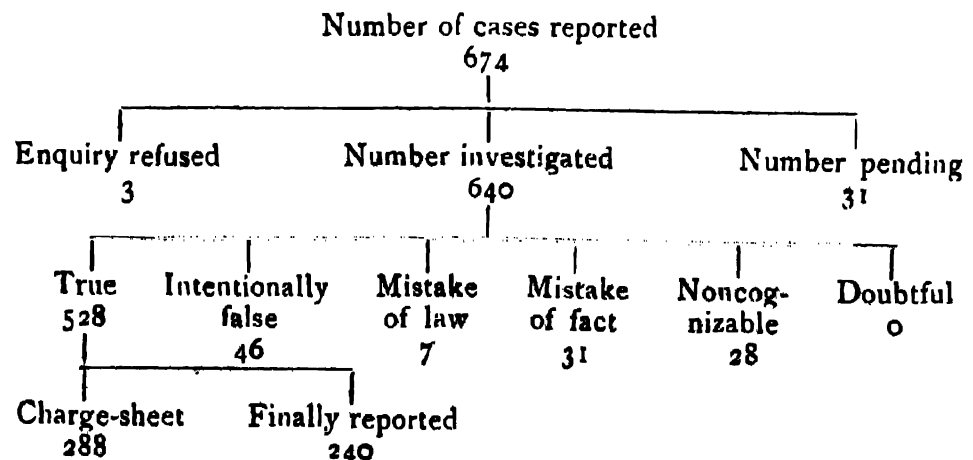 Number of cases reported
674
Enquiry refused Number investigated Number pending
3 640 31
True Intentionally Mistake Mistake Noncog- Doubtful
528 false of law of fact nizable 0
46 7 31 28
Charge-sheet Finally reported
288 240